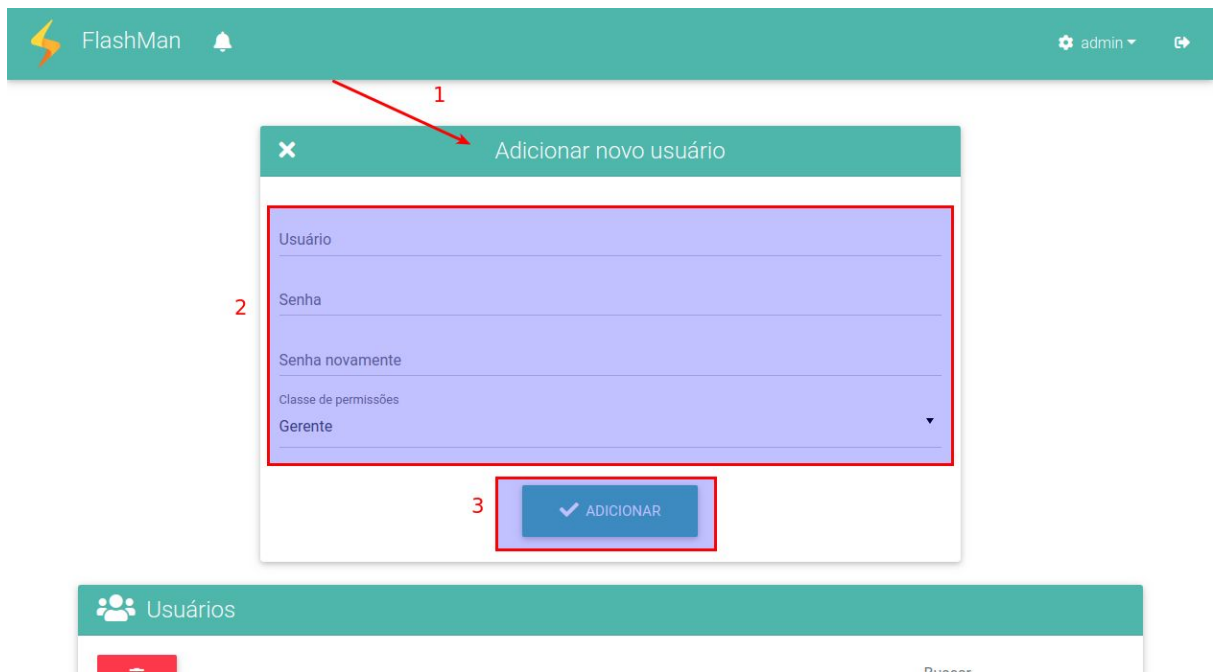 FlashMan
admin
1
Adicionar novo usuário
Usuário
2
Senha
Senha novamente
Classe de permissões
Gerente
3
ADICIONAR
Usuários